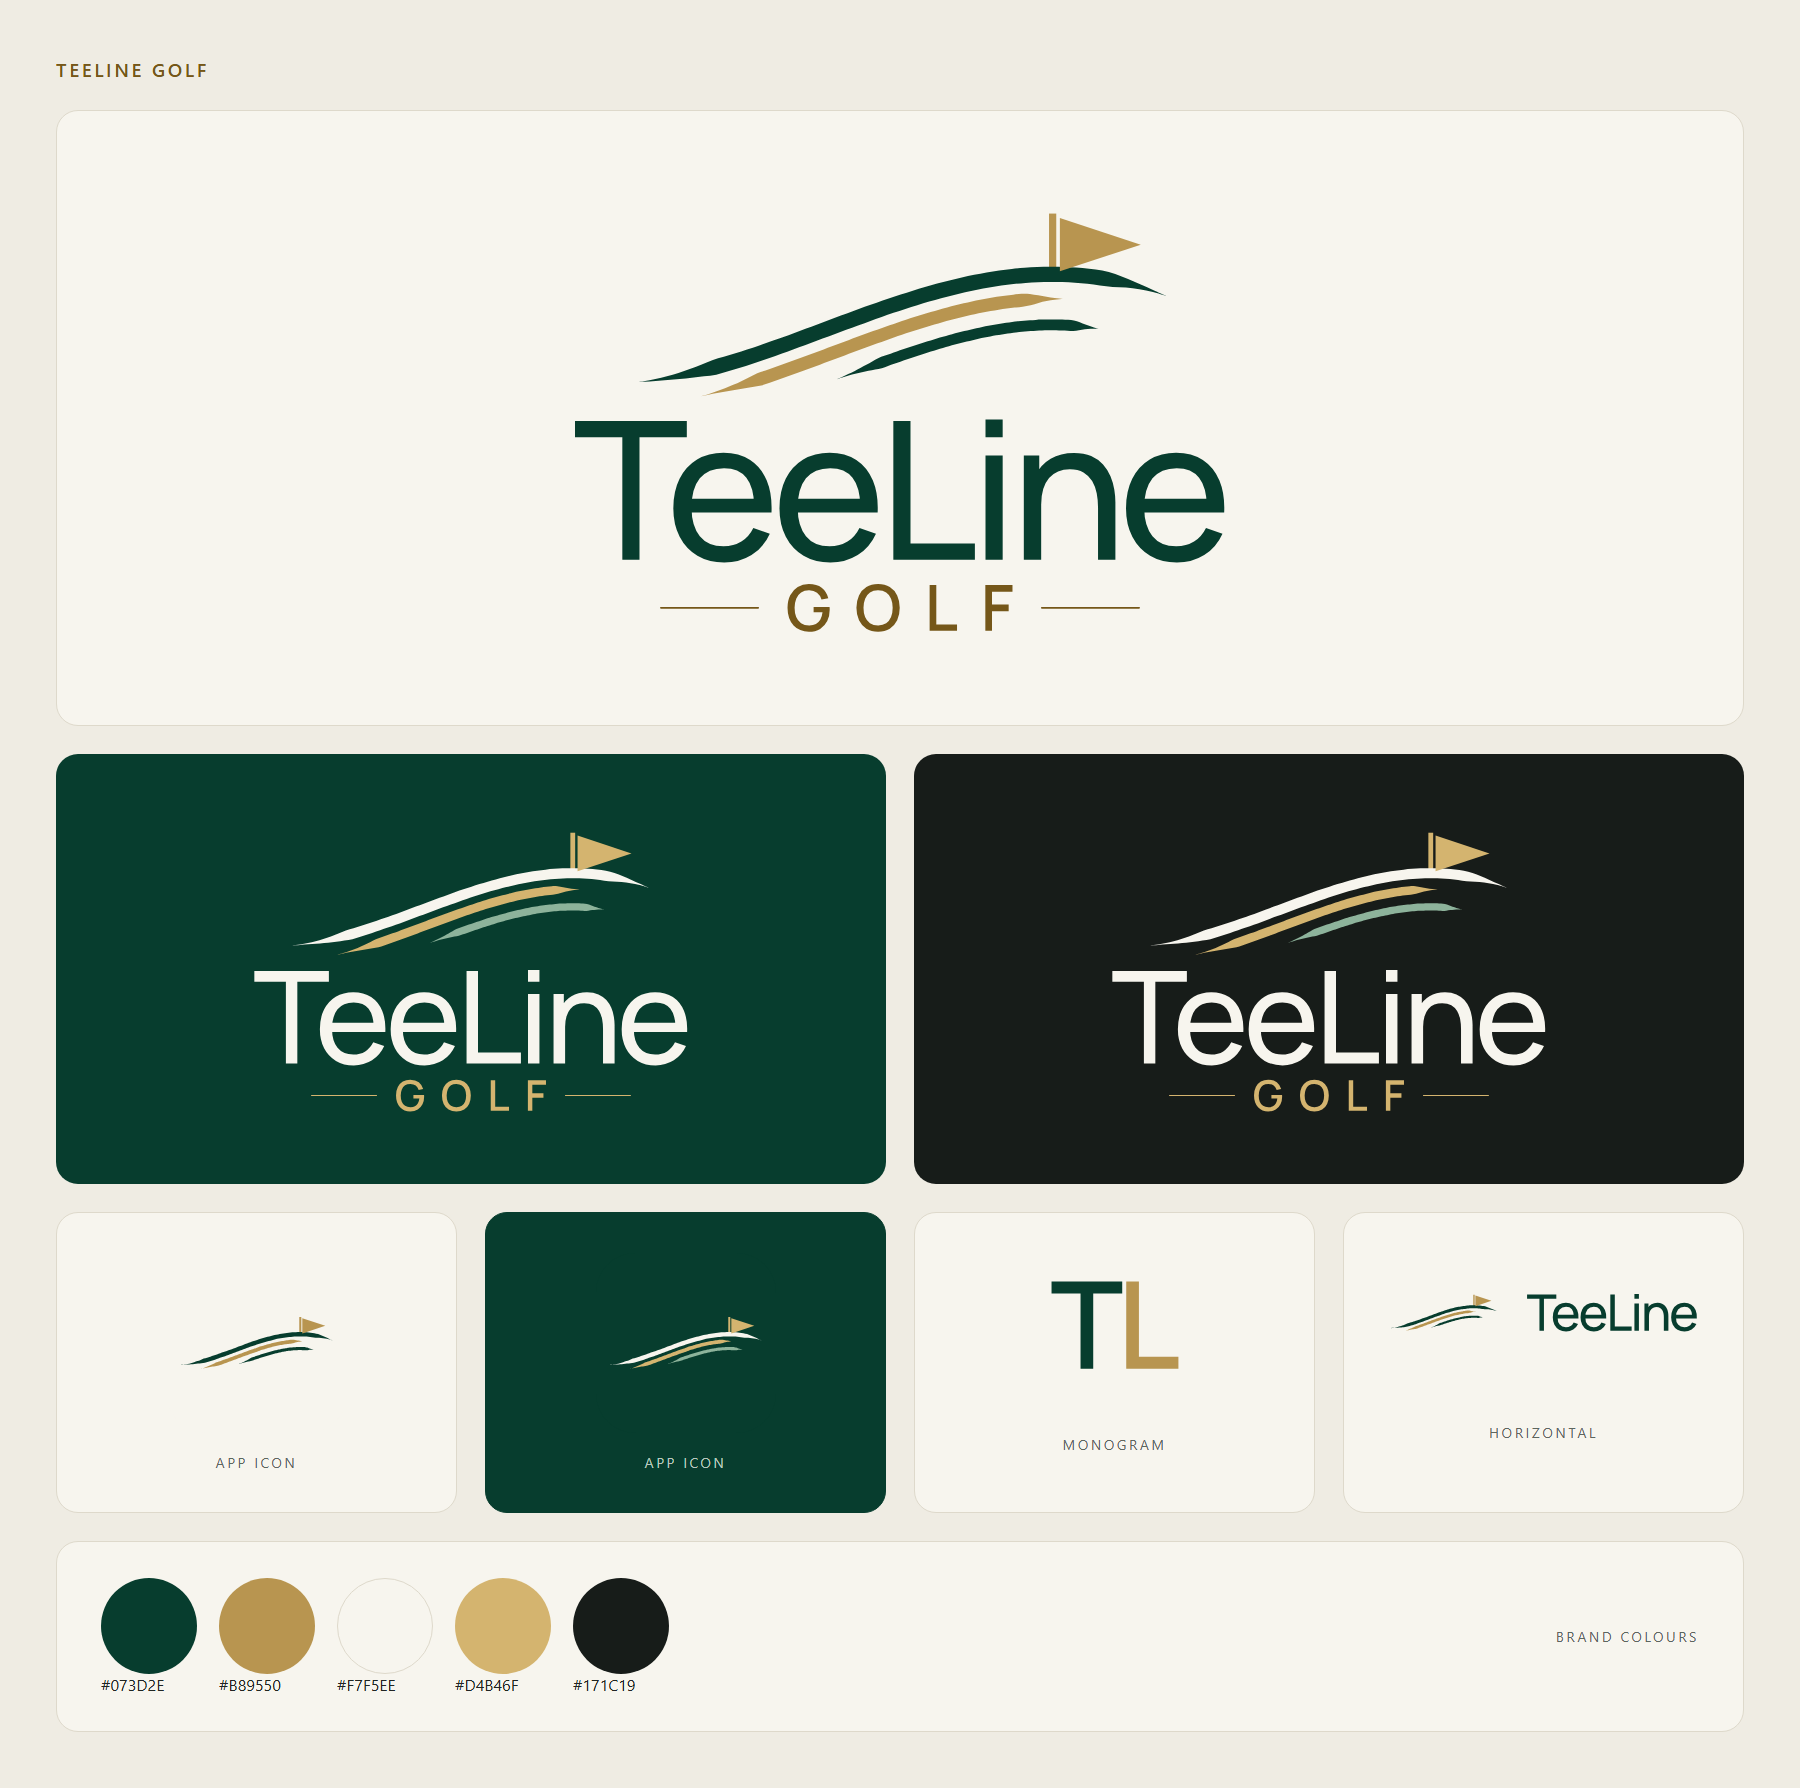 TEELINE GOLF
TeeLine
GOLF
TeeLine
GOLF
TeeLine
GOLF
APP ICON
APP ICON
TL
MONOGRAM
TeeLine
HORIZONTAL
#073D2E
#B89550
#F7F5EE
#D4B46F
#171C19
BRAND COLOURS